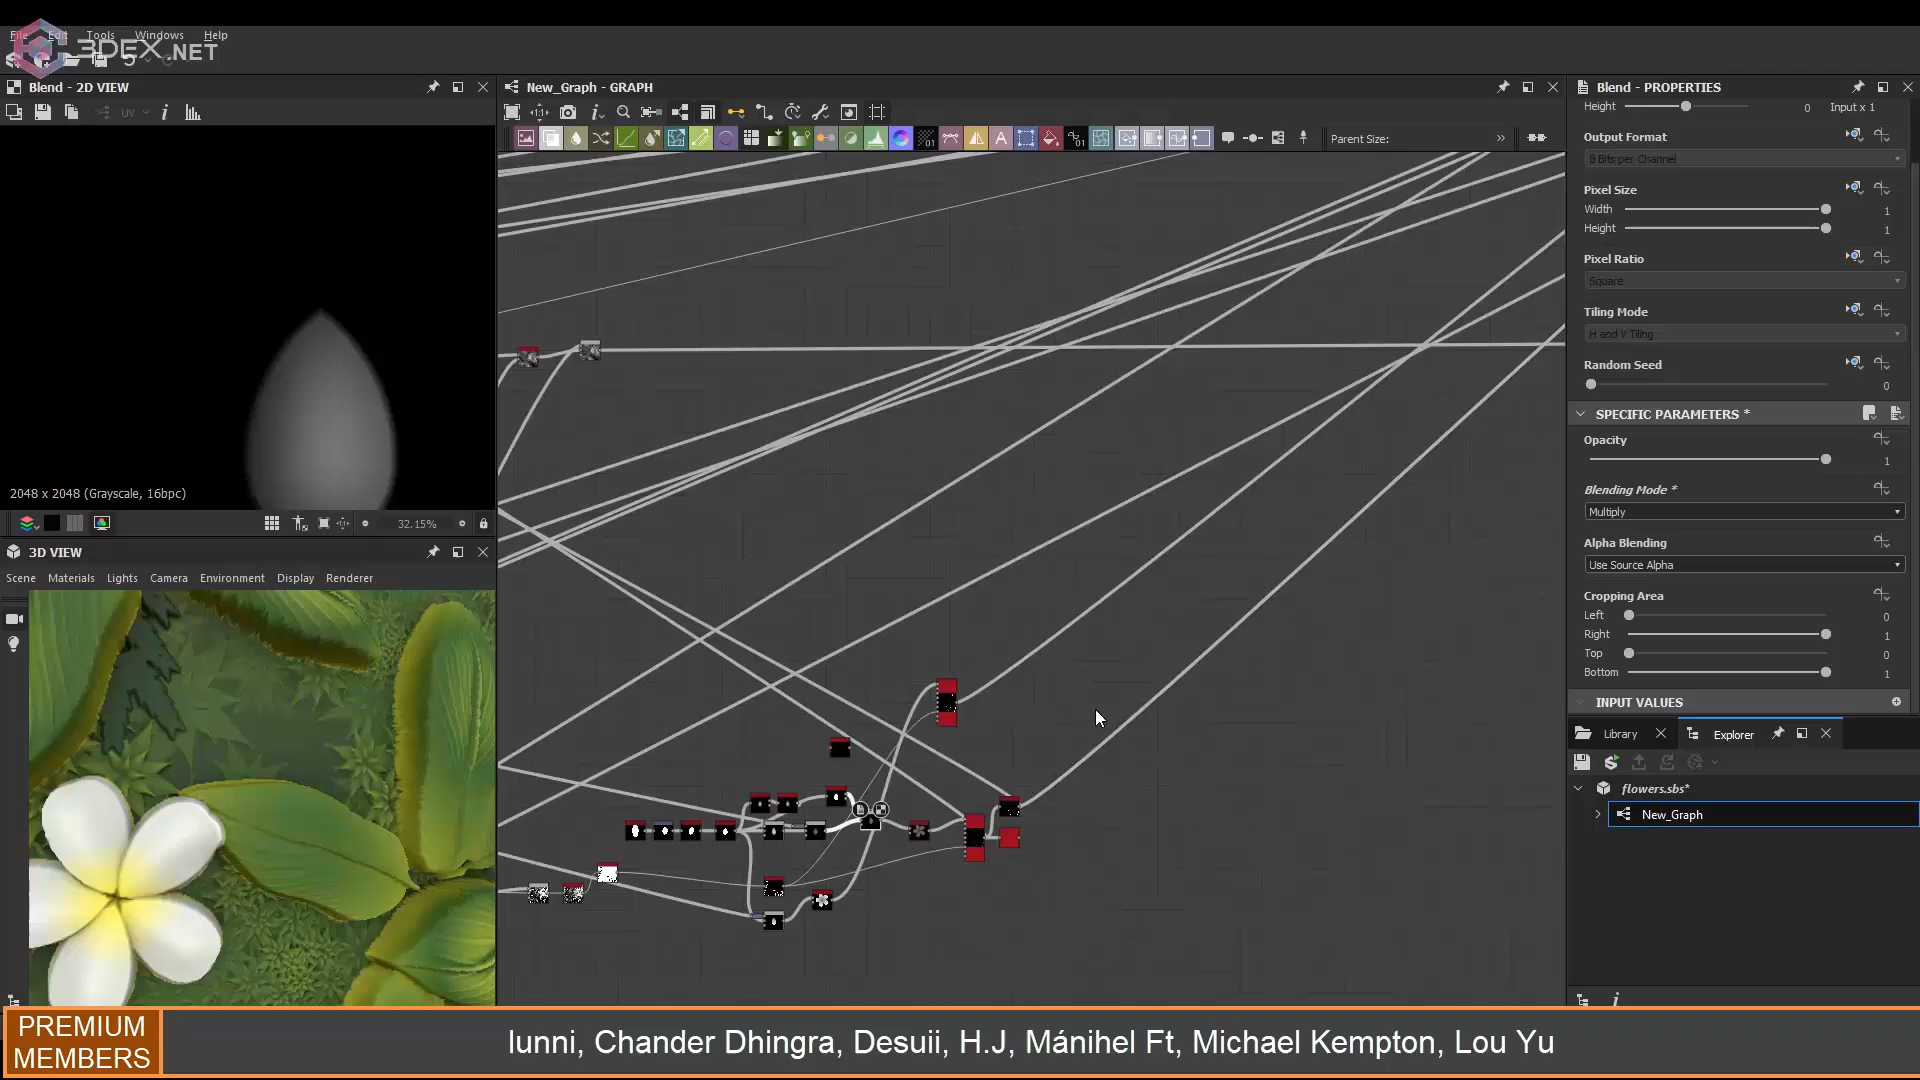 File Edit Tools Windows Help
3DEX.NET
Blend - 2D VIEW
UV
2048 x 2048 (Grayscale, 16bpc)
32.15%
3D VIEW
Scene Materials Lights Camera Environment Display Renderer
New_Graph - GRAPH
Parent Size:
Blend - PROPERTIES
Height 0 Input x 1
Output Format
8 Bits per Channel
Pixel Size
Width 1
Height 1
Pixel Ratio
Square
Tiling Mode
H and V Tiling
Random Seed
0
SPECIFIC PARAMETERS *
Opacity
1
Blending Mode *
Multiply
Alpha Blending
Use Source Alpha
Cropping Area
Left 0
Right 1
Top 0
Bottom 1
INPUT VALUES
Library Explorer
flowers.sbs*
New_Graph
PREMIUM MEMBERS
Iunni, Chander Dhingra, Desuii, H.J, Mánihel Ft, Michael Kempton, Lou Yu